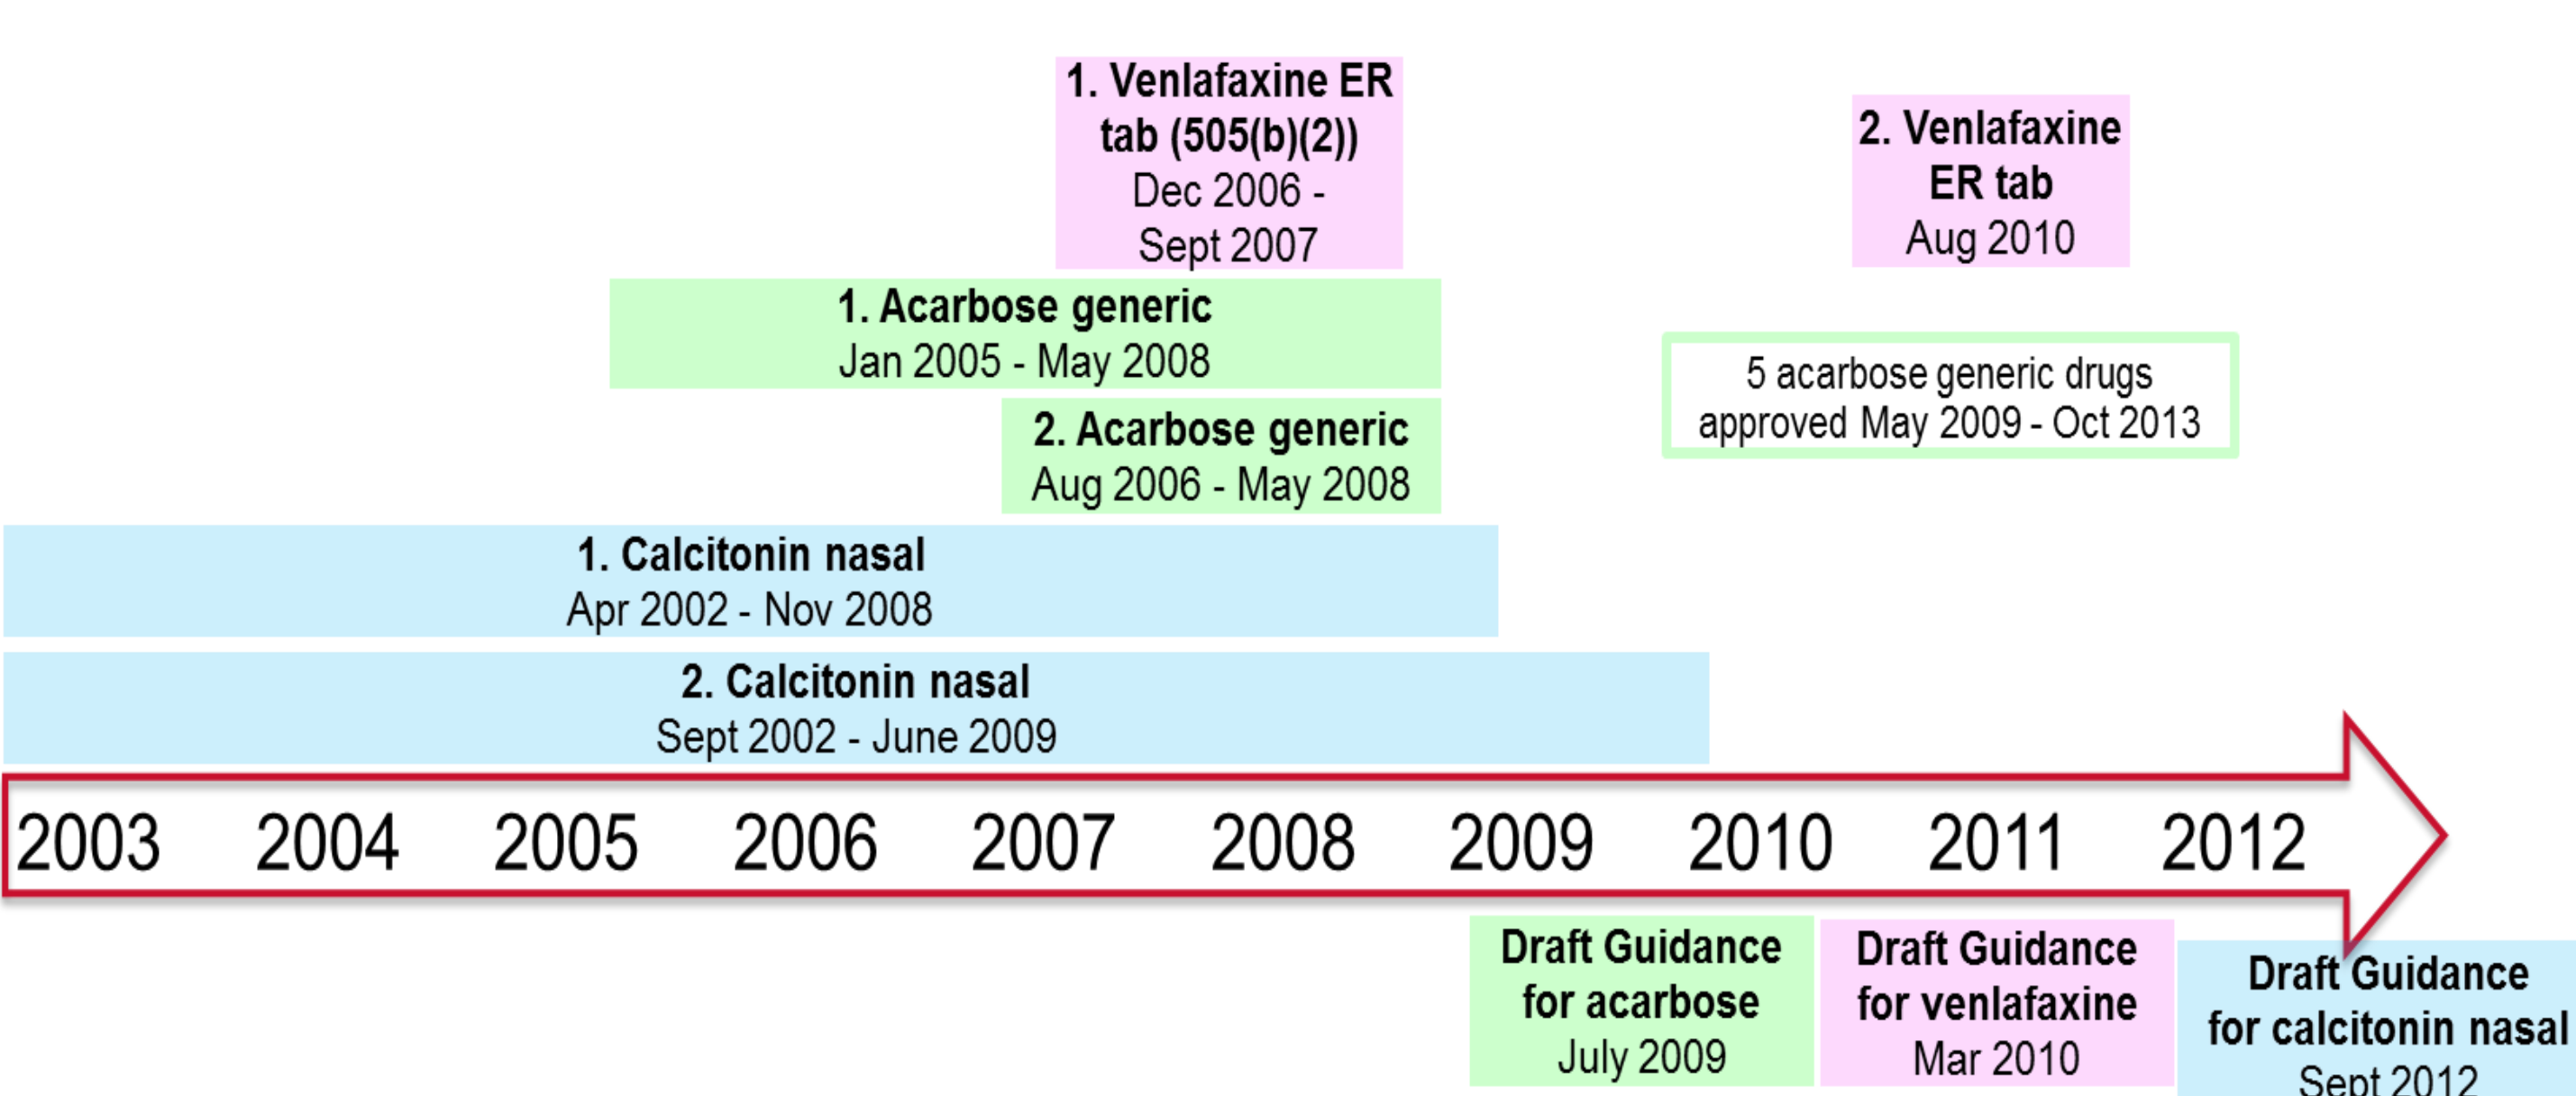 1. Venlafaxine ER
tab (505(b)(2))
Dec 2006 -
Sept 2007
2. Venlafaxine
ER tab
Aug 2010
1. Acarbose generic
Jan 2005 - May 2008
5 acarbose generic drugs
approved May 2009 - Oct 2013
2. Acarbose generic
Aug 2006 - May 2008
1. Calcitonin nasal
Apr 2002 - Nov 2008
2. Calcitonin nasal
Sept 2002 - June 2009
2003 2004 2005 2006 2007 2008 2009 2010 2011 2012
Draft Guidance
for acarbose
July 2009
Draft Guidance
for venlafaxine
Mar 2010
Draft Guidance
for calcitonin nasal
Sept 2012